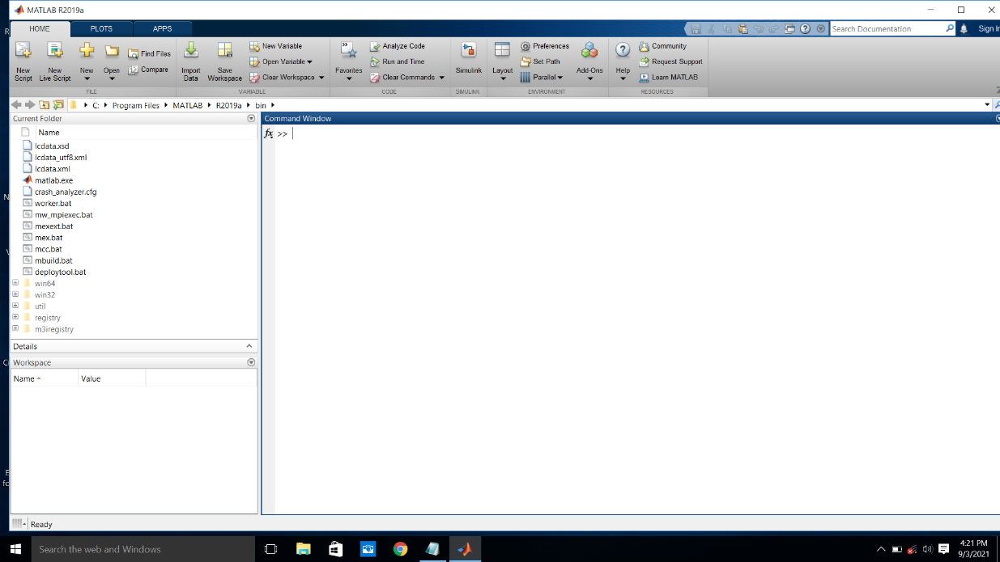 MATLAB R2019a
HOME PLOTS APPS
Search Documentation
Sign In
New Script
New Live Script
New
Open
Find Files
Compare
Import Data
Save Workspace
New Variable
Open Variable
Clear Workspace
Favorites
Analyze Code
Run and Time
Clear Commands
Simulink
Layout
Preferences
Set Path
Parallel
Add-Ons
Help
Community
Request Support
Learn MATLAB
FILE VARIABLE CODE SIMULINK ENVIRONMENT RESOURCES
C: Program Files MATLAB R2019a bin
Current Folder
Name
lcdata.xsd
lcdata_utf8.xml
lcdata.xml
matlab.exe
crash_analyzer.cfg
worker.bat
mw_mpiexec.bat
mexext.bat
mex.bat
mcc.bat
mbuild.bat
deploytool.bat
win64
win32
util
registry
m3iregistry
Details
Workspace
Name Value
Command Window
fx >>
Ready
Search the web and Windows
4:21 PM
9/3/2021